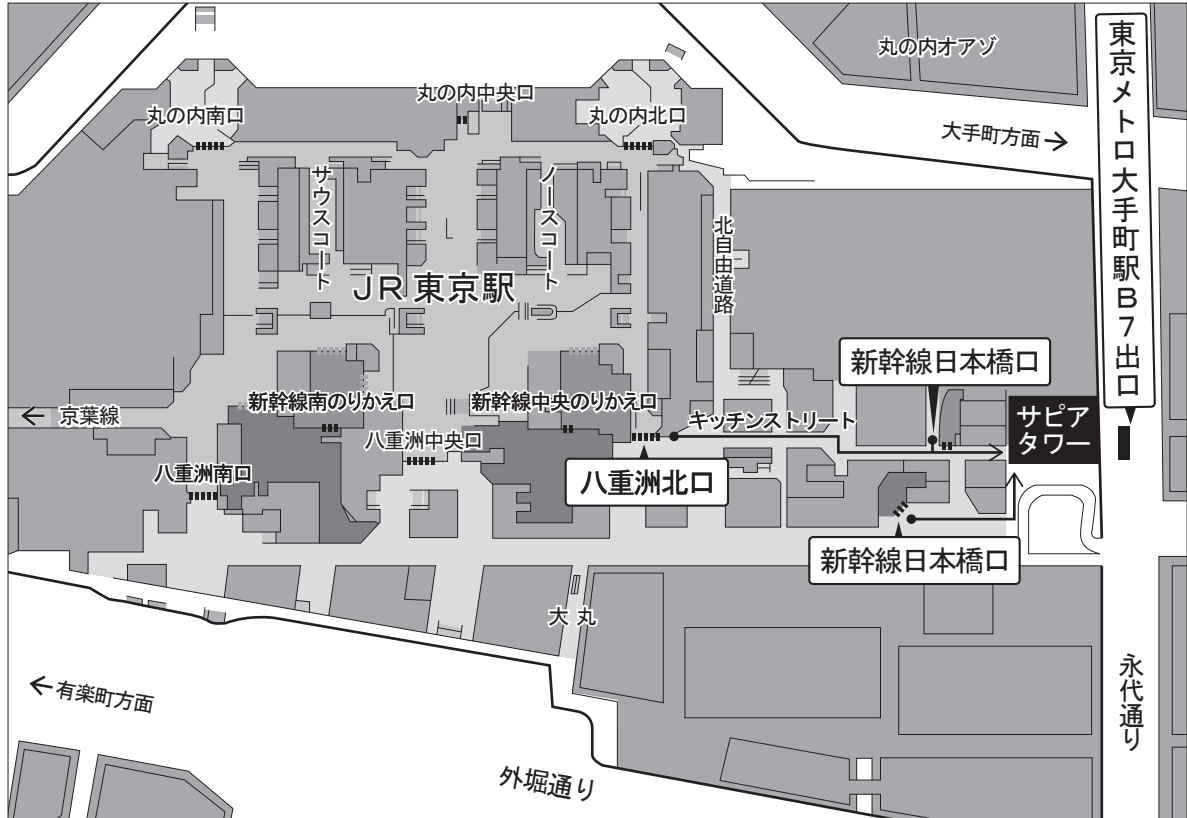 丸の内オアゾ
東京メトロ大手町駅B7出口
丸の内中央口
丸の内南口
丸の内北口
大手町方面→
サウスコート
ノースコート
北自由道路
JR東京駅
新幹線日本橋口
新幹線南のりかえ口
新幹線中央のりかえ口
←京葉線
キッチンストリート
サピア
タワー
八重洲中央口
八重洲南口
八重洲北口
新幹線日本橋口
大丸
永代通り
←有楽町方面
外堀通り